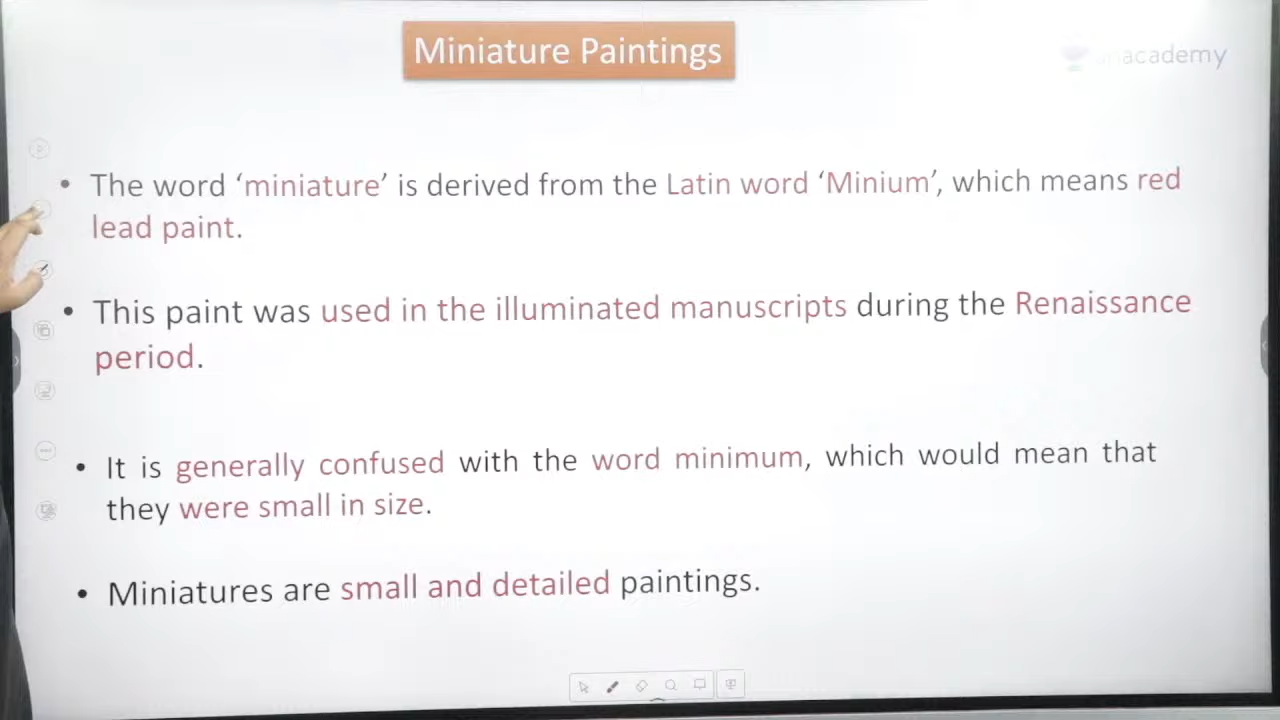 Miniature Paintings
unacademy
• The word ‘miniature’ is derived from the Latin word ‘Minium’, which means red
lead paint.
• This paint was used in the illuminated manuscripts during the Renaissance
period.
• It is generally confused with the word minimum, which would mean that
they were small in size.
• Miniatures are small and detailed paintings.